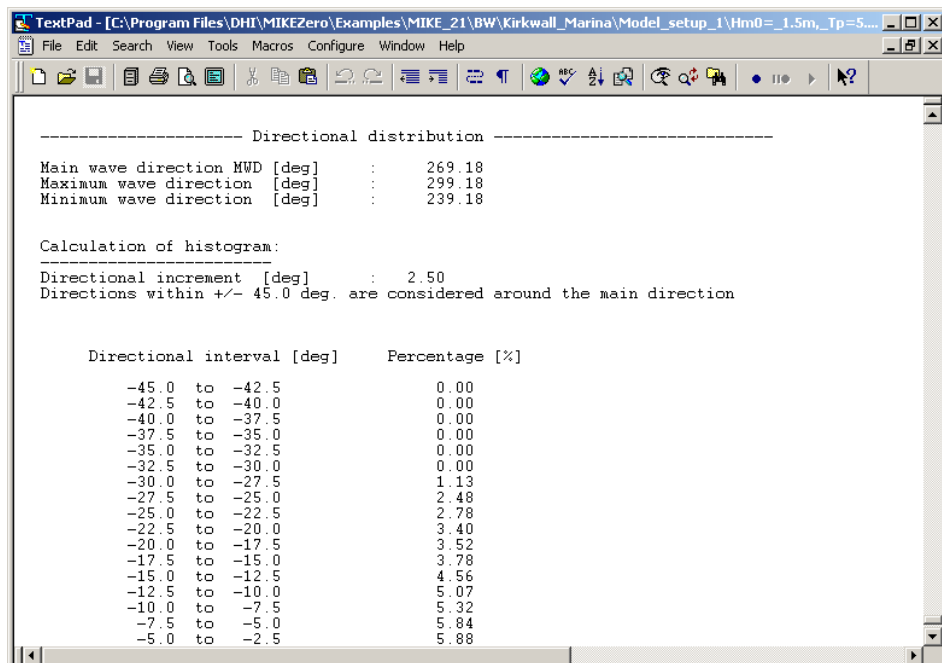 TextPad - [C:\Program Files\DHI\MIKEZero\Examples\MIKE_21\BW\Kirkwall_Marina\Model_setup_1\Hm0=_1.5m,_Tp=5....
File Edit Search View Tools Macros Configure Window Help
---------------------- Directional distribution -----------------------------
Main wave direction MWD [deg] : 269.18
Maximum wave direction [deg] : 299.18
Minimum wave direction [deg] : 239.18
Calculation of histogram:
------------------------
Directional increment [deg] : 2.50
Directions within +/- 45.0 deg. are considered around the main direction
Directional interval [deg] Percentage [%]
-45.0 to -42.5 0.00
-42.5 to -40.0 0.00
-40.0 to -37.5 0.00
-37.5 to -35.0 0.00
-35.0 to -32.5 0.00
-32.5 to -30.0 0.00
-30.0 to -27.5 1.13
-27.5 to -25.0 2.48
-25.0 to -22.5 2.78
-22.5 to -20.0 3.40
-20.0 to -17.5 3.52
-17.5 to -15.0 3.78
-15.0 to -12.5 4.56
-12.5 to -10.0 5.07
-10.0 to -7.5 5.32
-7.5 to -5.0 5.84
-5.0 to -2.5 5.88